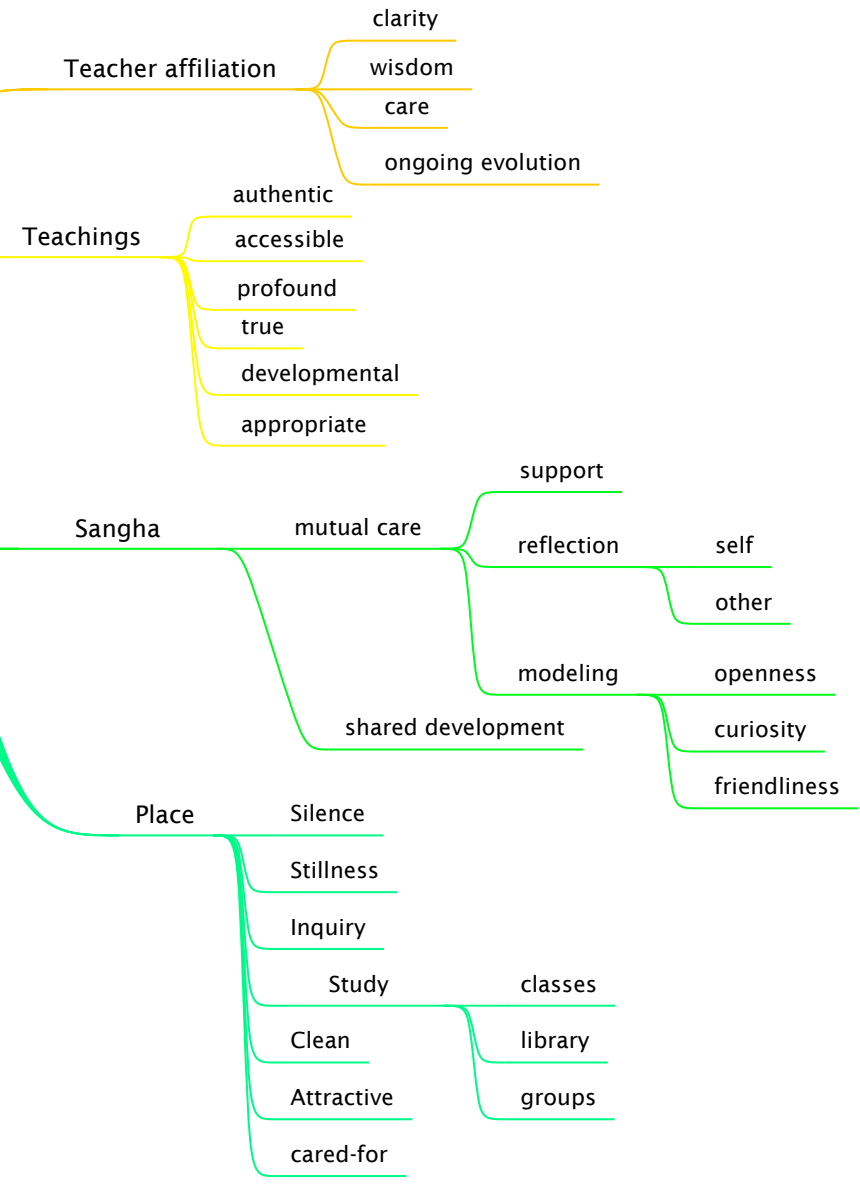 Teacher affiliation
clarity
wisdom
care
ongoing evolution
Teachings
authentic
accessible
profound
true
developmental
appropriate
Sangha
mutual care
support
reflection
self
other
modeling
openness
curiosity
friendliness
shared development
Place
Silence
Stillness
Inquiry
Study
classes
library
groups
Clean
Attractive
cared-for